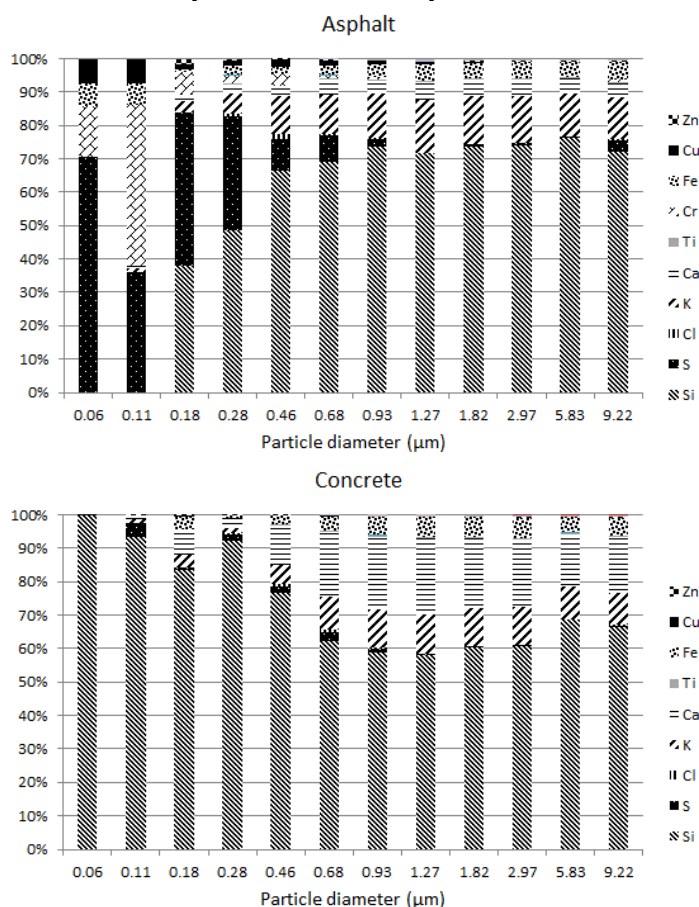 Asphalt
100%
90%
80%
70%
60%
50%
40%
30%
20%
10%
0%
0.06 0.11 0.18 0.28 0.46 0.68 0.93 1.27 1.82 2.97 5.83 9.22
Particle diameter (µm)
Zn
Cu
Fe
Cr
Ti
Ca
K
Cl
S
Si
Concrete
100%
90%
80%
70%
60%
50%
40%
30%
20%
10%
0%
0.06 0.11 0.18 0.28 0.46 0.68 0.93 1.27 1.82 2.97 5.83 9.22
Particle diameter (µm)
Zn
Cu
Fe
Ti
Ca
K
Cl
S
Si